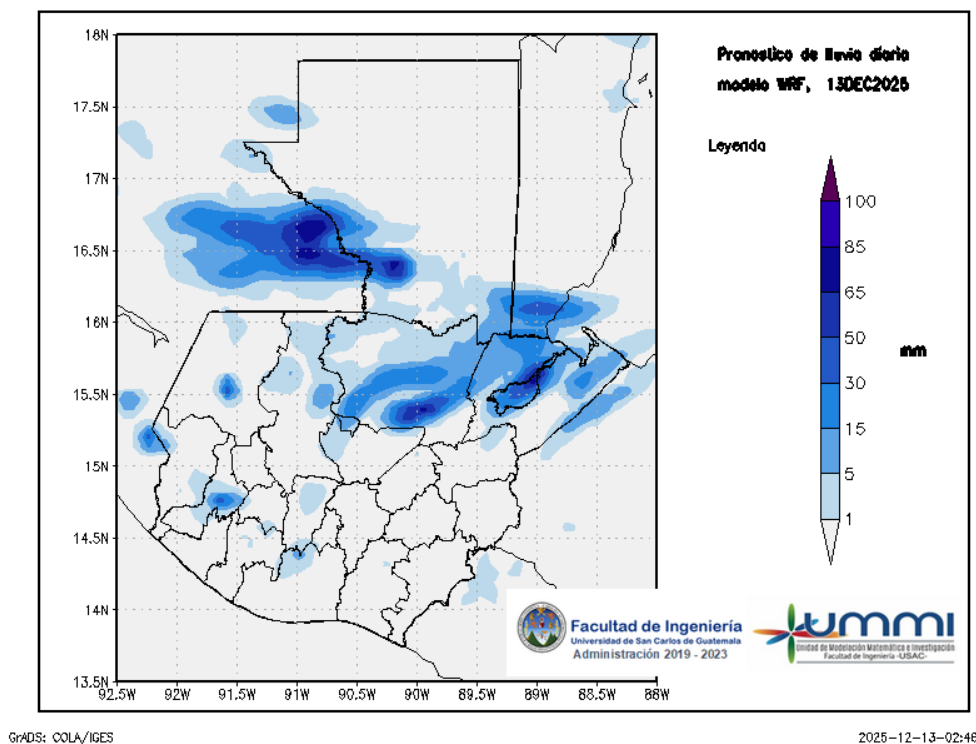 Pronostico de lluvia diaria
modelo WRF, 13DEC2025
Leyenda
100
85
65
50
30
15
5
1
mm
18N
17.5N
17N
16.5N
16N
15.5N
15N
14.5N
14N
13.5N
92.5W
92W
91.5W
91W
90.5W
90W
89.5W
89W
88.5W
88W
Facultad de Ingeniería
Universidad de San Carlos de Guatemala
Administración 2019 - 2023
ummi
Unidad de Modelación Matemática e Investigación
Facultad de Ingeniería -USAC-
GrADS: COLA/IGES
2025-12-13-02:46